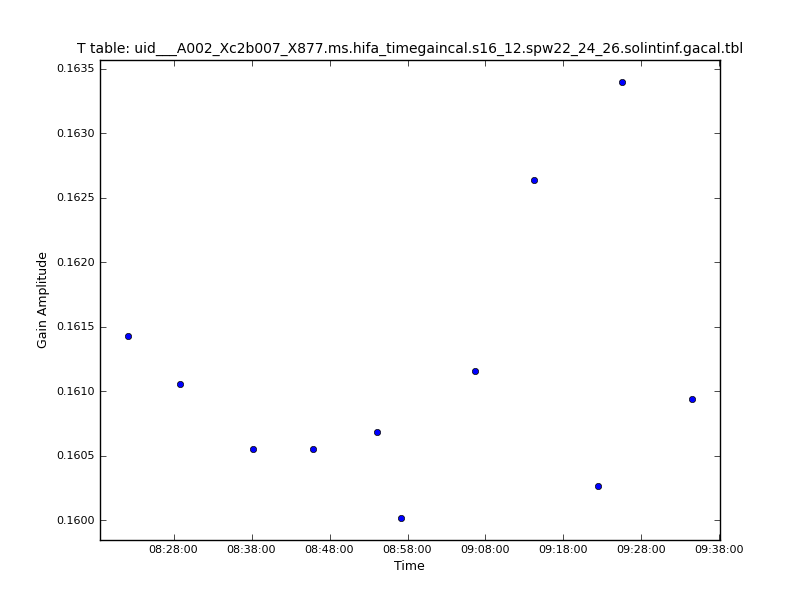 T table: uid___A002_Xc2b007_X877.ms.hifa_timegaincal.s16_12.spw22_24_26.solintinf.gacal.tbl
0.1635
0.1630
0.1625
0.1620
0.1615
0.1610
0.1605
0.1600
Gain Amplitude
08:28:00 08:38:00 08:48:00 08:58:00 09:08:00 09:18:00 09:28:00 09:38:00
Time